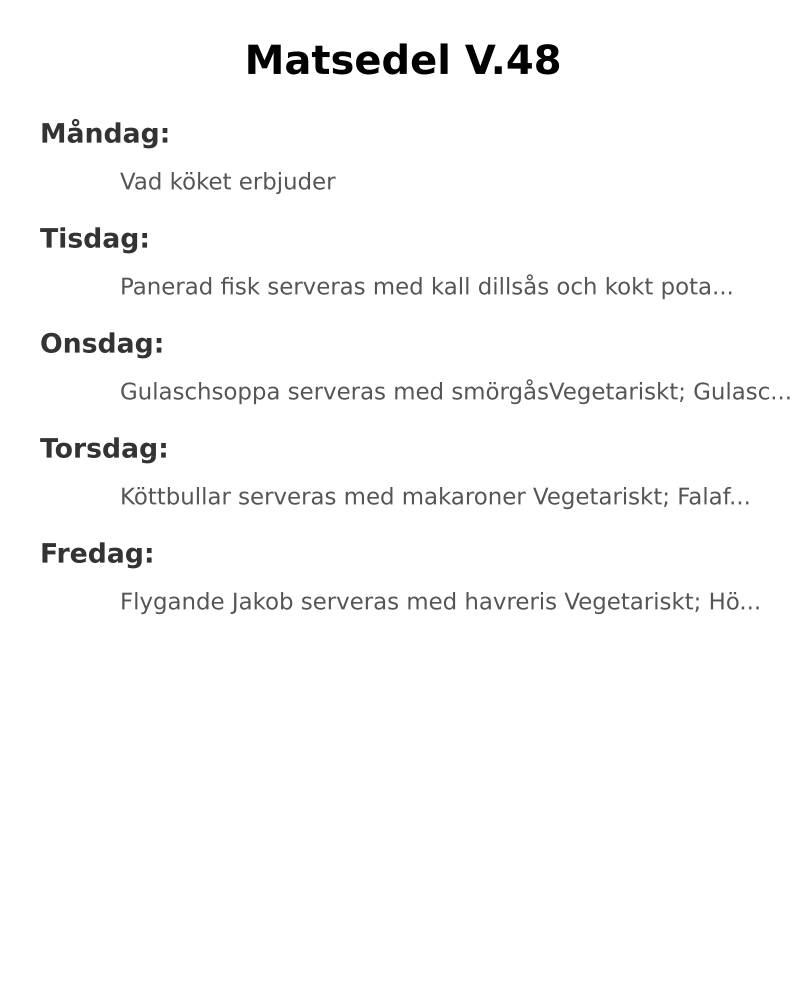 Matsedel V.48
Måndag:
Vad köket erbjuder
Tisdag:
Panerad fisk serveras med kall dillsås och kokt pota...
Onsdag:
Gulaschsoppa serveras med smörgåsVegetariskt; Gulasc...
Torsdag:
Köttbullar serveras med makaroner Vegetariskt; Falaf...
Fredag:
Flygande Jakob serveras med havreris Vegetariskt; Hö...